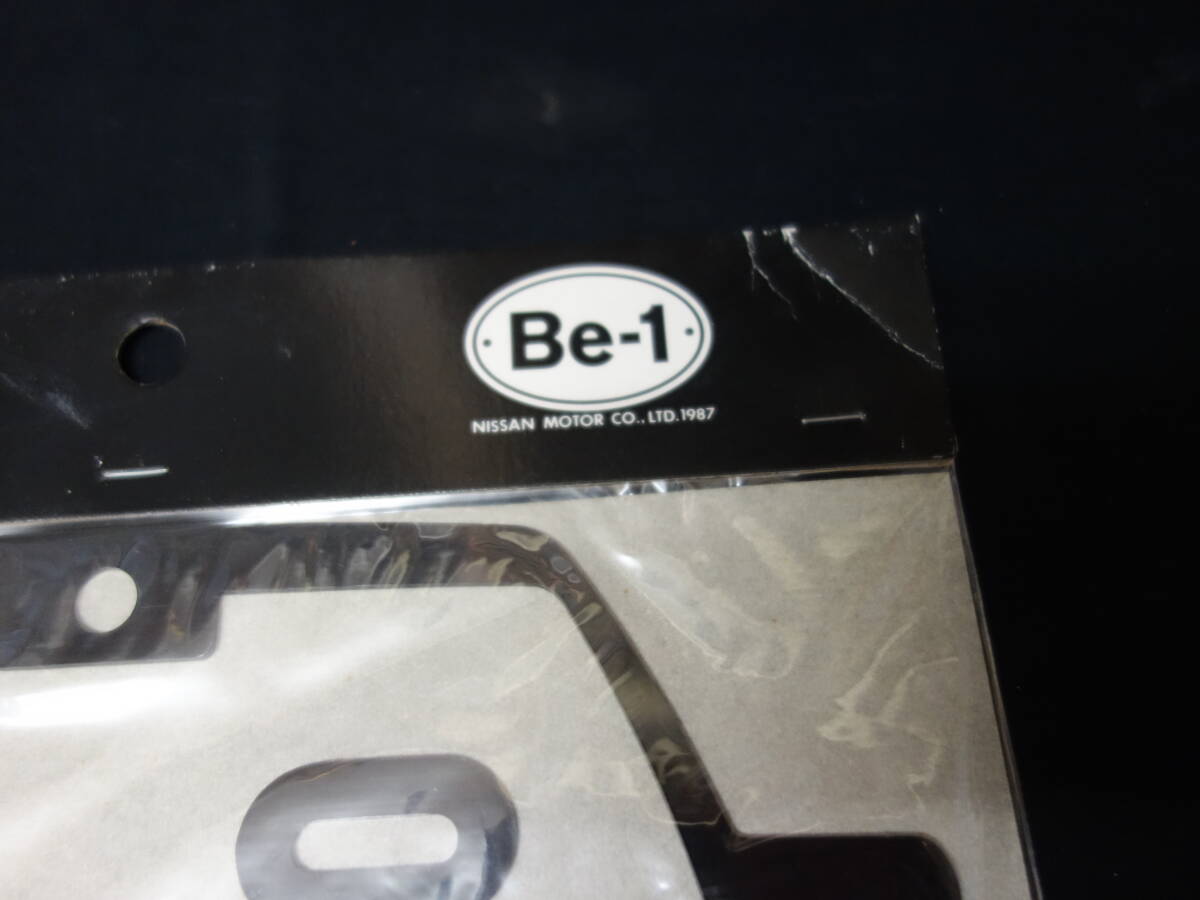 Be-1
NISSAN MOTOR CO., LTD. 1987